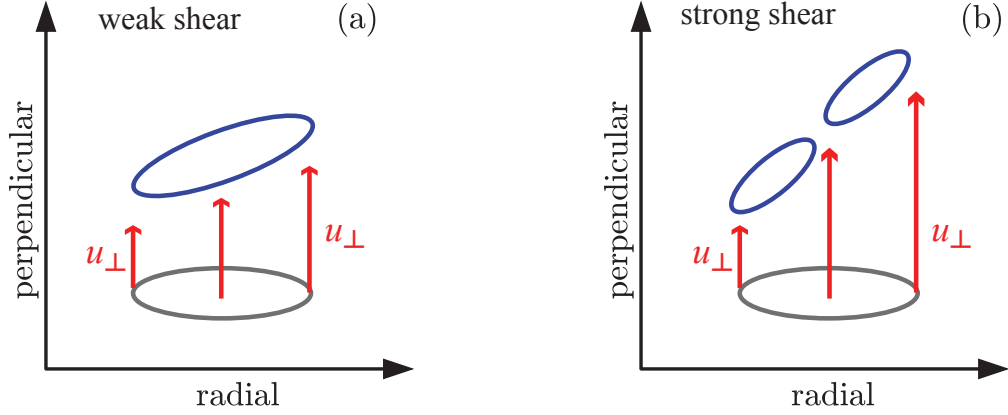 weak shear
(a)
perpendicular
u⊥
u⊥
radial
strong shear
(b)
perpendicular
u⊥
u⊥
radial